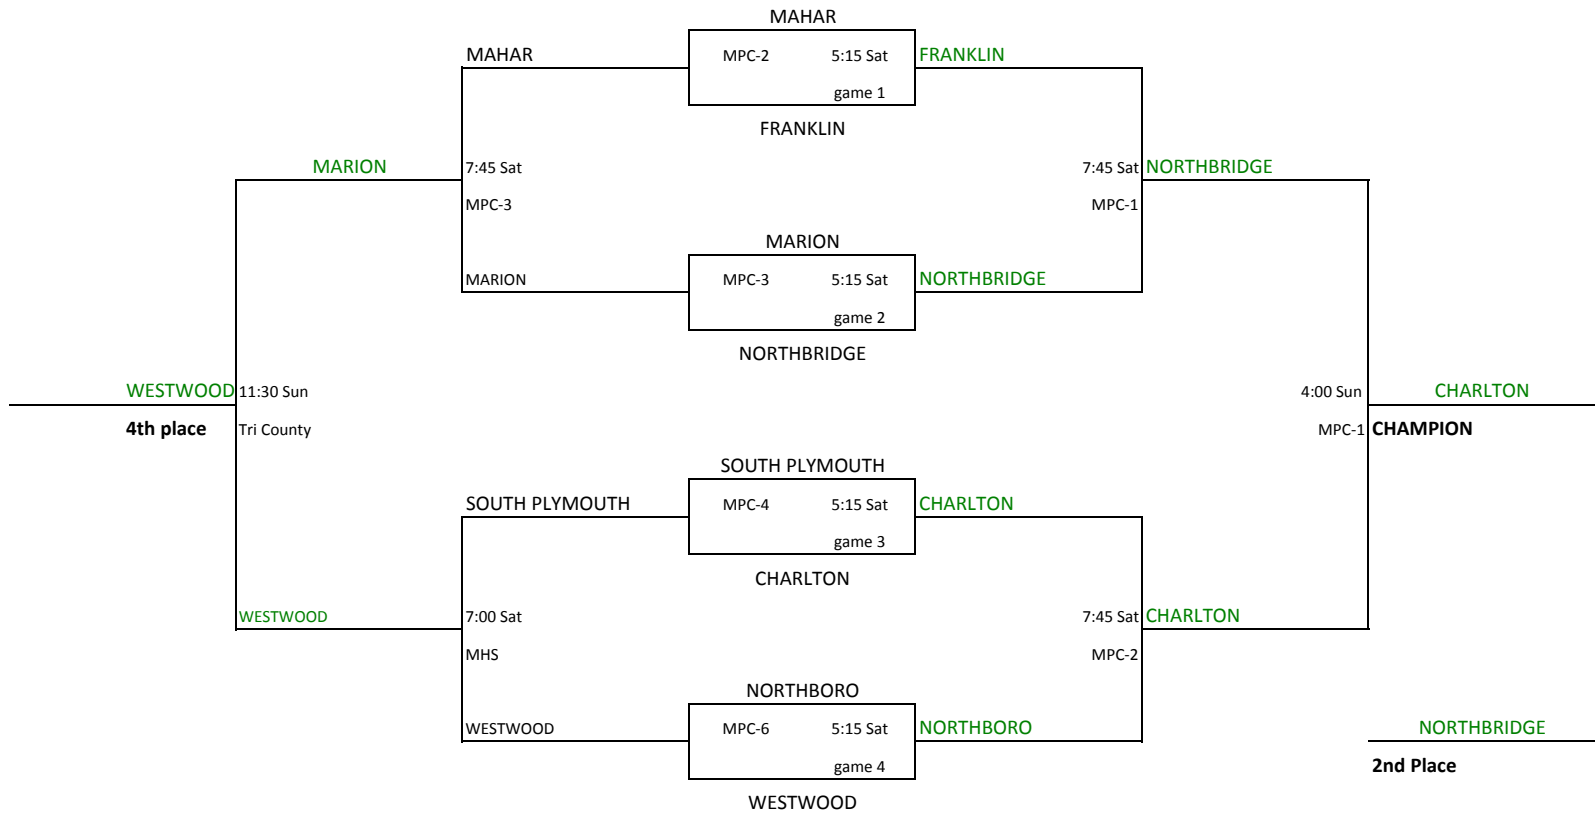 MAHAR
MAHAR
MPC-2 5:15 Sat
FRANKLIN
game 1
FRANKLIN
MARION
7:45 Sat
7:45 Sat
NORTHBRIDGE
MPC-3
MPC-1
MARION
MARION
MPC-3 5:15 Sat
NORTHBRIDGE
game 2
NORTHBRIDGE
WESTWOOD
11:30 Sun
4:00 Sun
CHARLTON
4th place
Tri County
MPC-1
CHAMPION
SOUTH PLYMOUTH
SOUTH PLYMOUTH
MPC-4 5:15 Sat
CHARLTON
game 3
CHARLTON
WESTWOOD
7:00 Sat
7:45 Sat
CHARLTON
MHS
MPC-2
NORTHBORO
WESTWOOD
MPC-6 5:15 Sat
NORTHBORO
NORTHBRIDGE
game 4
2nd Place
WESTWOOD